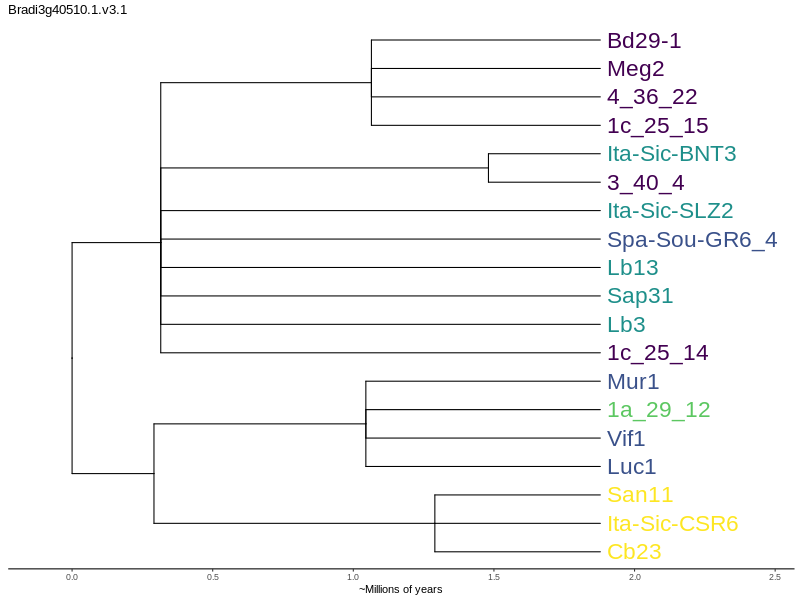 Bradi3g40510.1.v3.1
Bd29-1
Meg2
4_36_22
1c_25_15
Ita-Sic-BNT3
3_40_4
Ita-Sic-SLZ2
Spa-Sou-GR6_4
Lb13
Sap31
Lb3
1c_25_14
Mur1
1a_29_12
Vif1
Luc1
San11
Ita-Sic-CSR6
Cb23
0.0 0.5 1.0 1.5 2.0 2.5
~Millions of years